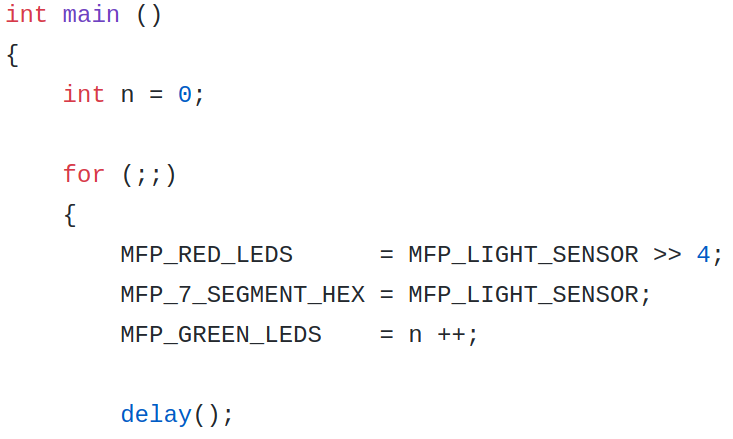 int main ()
{
    int n = 0;

    for (;;)
    {
        MFP_RED_LEDS      = MFP_LIGHT_SENSOR >> 4;
        MFP_7_SEGMENT_HEX = MFP_LIGHT_SENSOR;
        MFP_GREEN_LEDS    = n ++;

        delay();